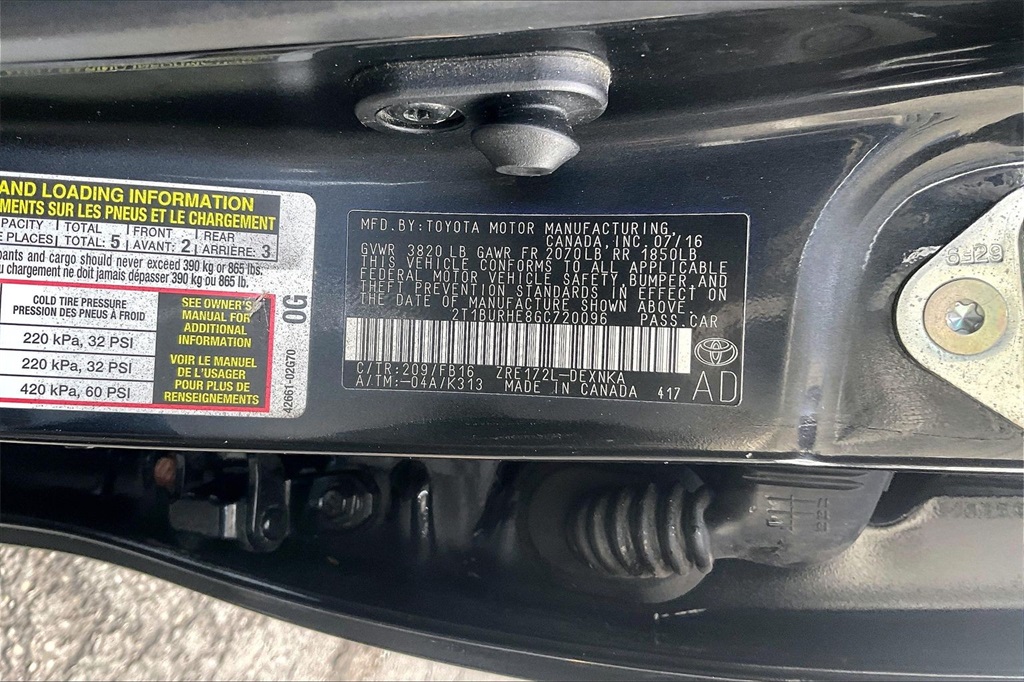 AND LOADING INFORMATION
MENTS SUR LES PNEUS ET LE CHARGEMENT
APACITY TOTAL FRONT REAR
E PLACES TOTAL: 5 AVANT: 2 ARRIÈRE: 3
pants and cargo should never exceed 390 kg or 865 lbs.
u chargement ne doit jamais dépasser 390 kg ou 865 lb.
COLD TIRE PRESSURE
PRESSION DES PNEUS À FROID
220 kPa, 32 PSI
220 kPa, 32 PSI
420 kPa, 60 PSI
SEE OWNER'S
MANUAL FOR
ADDITIONAL
INFORMATION
VOIR LE MANUEL
DE L'USAGER
POUR PLUS DE
RENSEIGNEMENTS
0G
42661-02G70
MFD.BY:TOYOTA MOTOR MANUFACTURING,
CANADA, INC. 07/16
GVWR 3820 LB GAWR FR 2070LB RR 1850LB
THIS VEHICLE CONFORMS TO ALL APPLICABLE
FEDERAL MOTOR VEHICLE SAFETY,BUMPER,AND
THEFT PREVENTION STANDARDS IN EFFECT ON
THE DATE OF MANUFACTURE SHOWN ABOVE.
2T1BURHE8GC720096 PASS.CAR
C/TR:209/FB16 ZRE172L-DEXNKA
A/TM:-04A/K313 MADE IN CANADA 417
AD
6F29